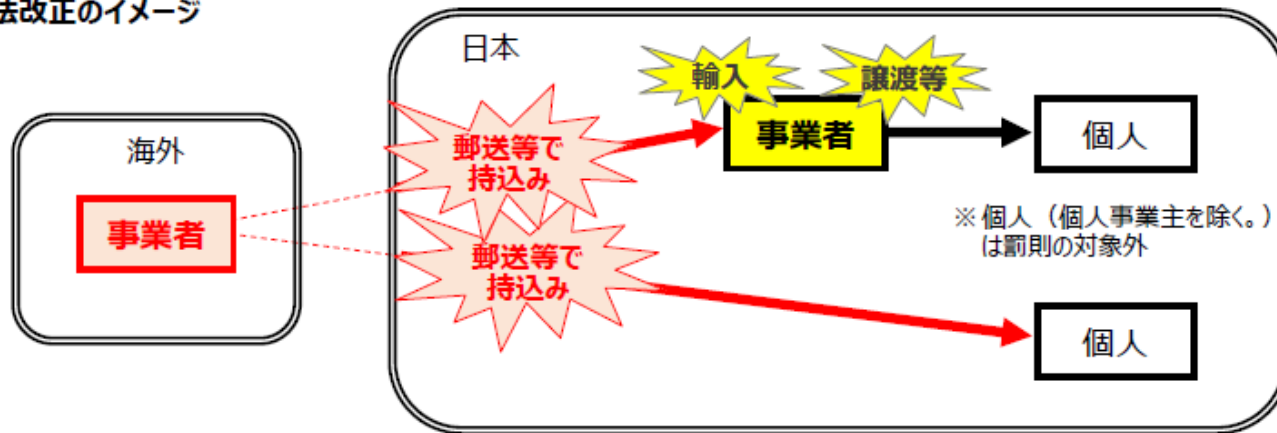 法改正のイメージ
日本
輸入
譲渡等
海外
郵送等で
持込み
事業者
個人
事業者
郵送等で
持込み
※個人（個人事業主を除く。）
は罰則の対象外
個人